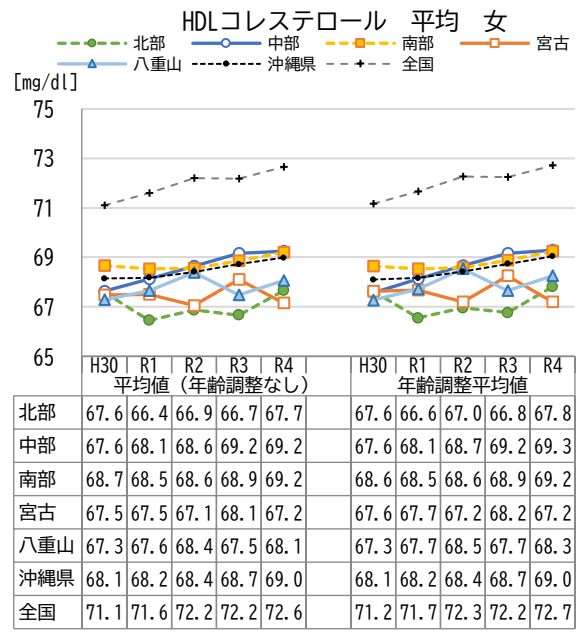 HDLコレステロール 平均 女
北部 中部 南部 宮古
八重山 沖縄県 全国
[mg/dl]
75
73
71
69
67
65
H30 R1 R2 R3 R4 H30 R1 R2 R3 R4
平均値（年齢調整なし） 年齢調整平均値
北部 67.6 66.4 66.9 66.7 67.7 67.6 66.6 67.0 66.8 67.8
中部 67.6 68.1 68.6 69.2 69.2 67.6 68.1 68.7 69.2 69.3
南部 68.7 68.5 68.6 68.9 69.2 68.6 68.5 68.6 68.9 69.2
宮古 67.5 67.5 67.1 68.1 67.2 67.6 67.7 67.2 68.2 67.2
八重山 67.3 67.6 68.4 67.5 68.1 67.3 67.7 68.5 67.7 68.3
沖縄県 68.1 68.2 68.4 68.7 69.0 68.1 68.2 68.4 68.7 69.0
全国 71.1 71.6 72.2 72.2 72.6 71.2 71.7 72.3 72.2 72.7